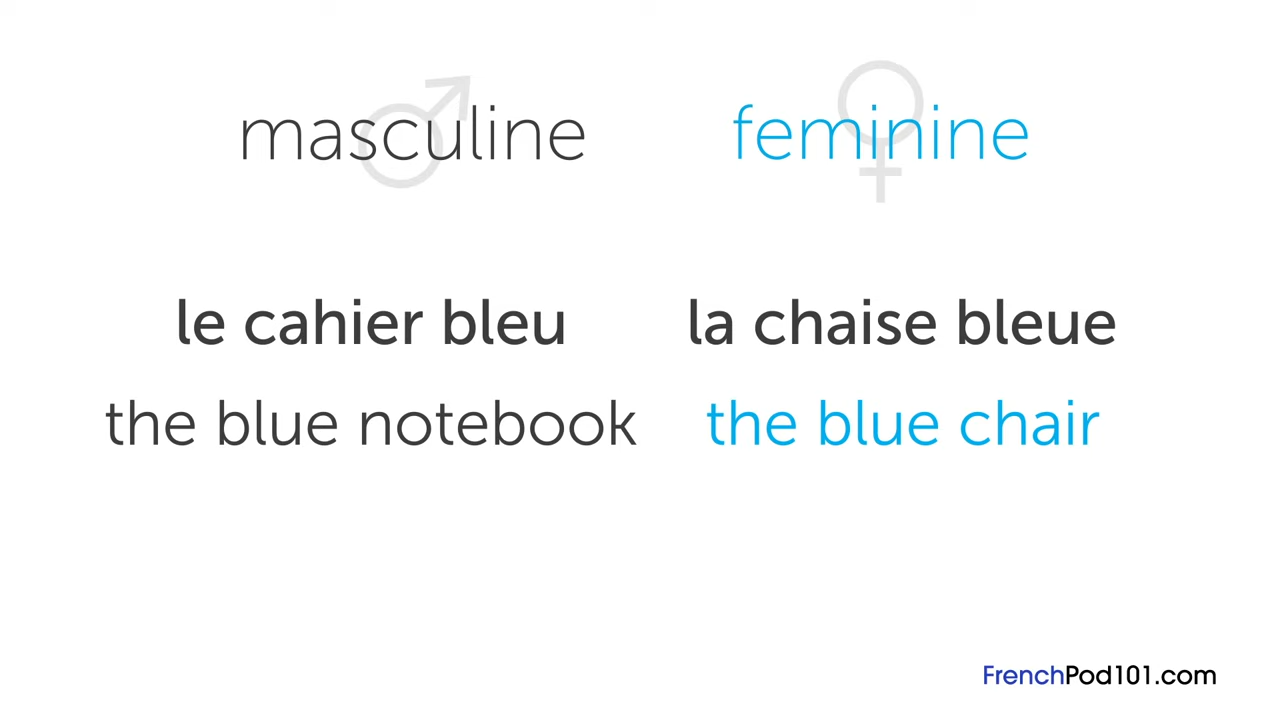 masculine
feminine
le cahier bleu
la chaise bleue
the blue notebook
the blue chair
FrenchPod101.com